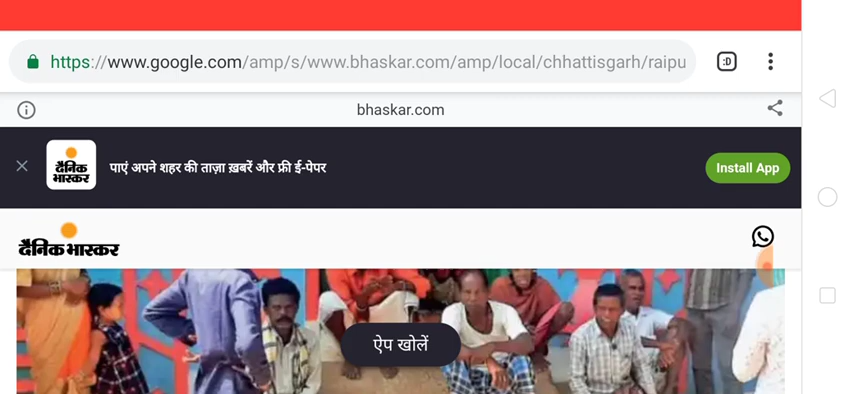 https://www.google.com/amp/s/www.bhaskar.com/amp/local/chhattisgarh/raipu
:D
bhaskar.com
दैनिक भास्कर
पाएं अपने शहर की ताज़ा ख़बरें और फ्री ई-पेपर
Install App
दैनिक भास्कर
ऐप खोलें